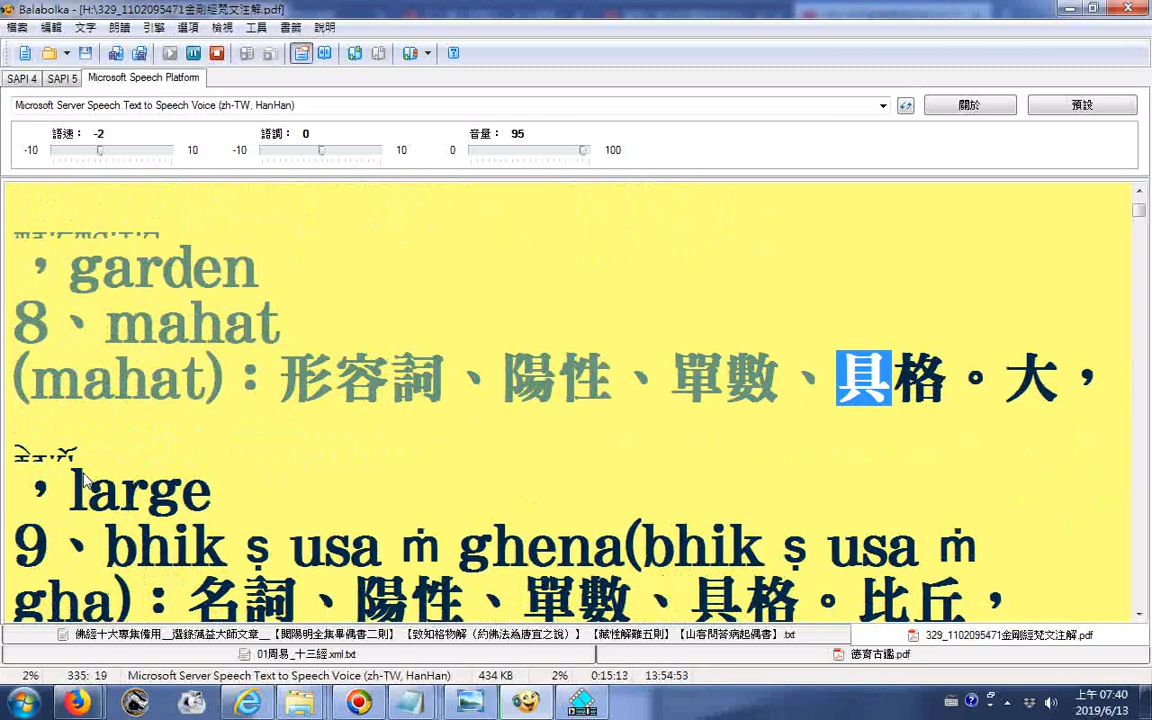 Balabolka - [H:\329_1102095471金剛經梵文注解.pdf]
檔案 編輯 文字 朗讀 引擎 選項 檢視 工具 書籤 說明
SAPI 4 SAPI 5 Microsoft Speech Platform
Microsoft Server Speech Text to Speech Voice (zh-TW, HanHan) 關於 預設
語速： -2 語調： 0 音量： 95
-10 10 -10 10 0 100
，garden
8、mahat
(mahat)：形容詞、陽性、單數、具格。大，
，large
9、bhik ṣ usa ṁ ghena(bhik ṣ usa ṁ
gha)：名詞、陽性、單數、具格。比丘，
佛經十大專集備用__選錄減益大師文章__【閱陽明全集畢偶書二則】【致知格物解（約佛法為唐宜之說）】【藏性解難五則】【山客問答病起偶書】.txt 329_1102095471金剛經梵文注解.pdf
01周易_十三經.xml.txt 德育古鑑.pdf
2% 335: 19 Microsoft Server Speech Text to Speech Voice (zh-TW, HanHan) 434 KB 2% 0:15:13 13:54:53
上午 07:40
2019/6/13